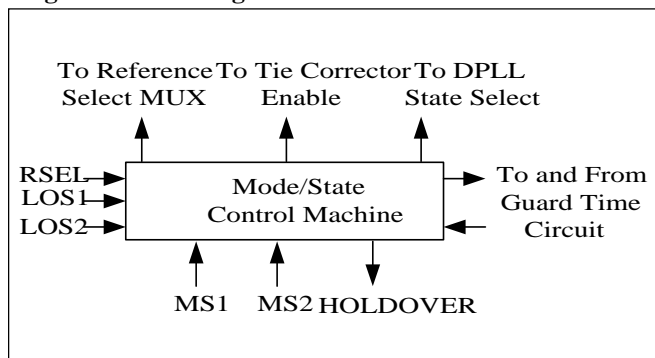 To Reference To Tie Corrector To DPLL
Select MUX Enable State Select
RSEL
LOS1
LOS2
Mode/State
Control Machine
To and From
Guard Time
Circuit
MS1 MS2 HOLDOVER